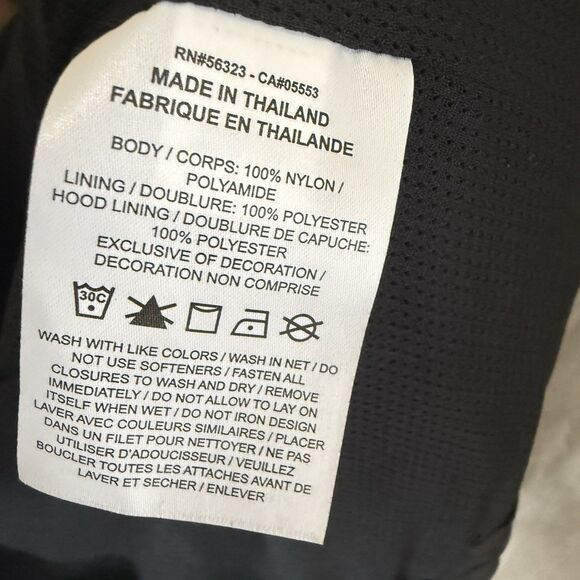 RN#56323 - CA#05553
MADE IN THAILAND
FABRIQUE EN THAILANDE
BODY / CORPS: 100% NYLON /
POLYAMIDE
LINING / DOUBLURE: 100% POLYESTER
HOOD LINING / DOUBLURE DE CAPUCHE:
100% POLYESTER
EXCLUSIVE OF DECORATION /
DECORATION NON COMPRISE
30C
WASH WITH LIKE COLORS / WASH IN NET / DO
NOT USE SOFTENERS / FASTEN ALL
CLOSURES TO WASH AND DRY / REMOVE
IMMEDIATELY / DO NOT ALLOW TO LAY ON
ITSELF WHEN WET / DO NOT IRON DESIGN
LAVER AVEC COULEURS SIMILAIRES / PLACER
DANS UN FILET POUR NETTOYER / NE PAS
UTILISER D'ADOUCISSEUR / VEUILLEZ
BOUCLER TOUTES LES ATTACHES AVANT DE
LAVER ET SECHER / ENLEVER